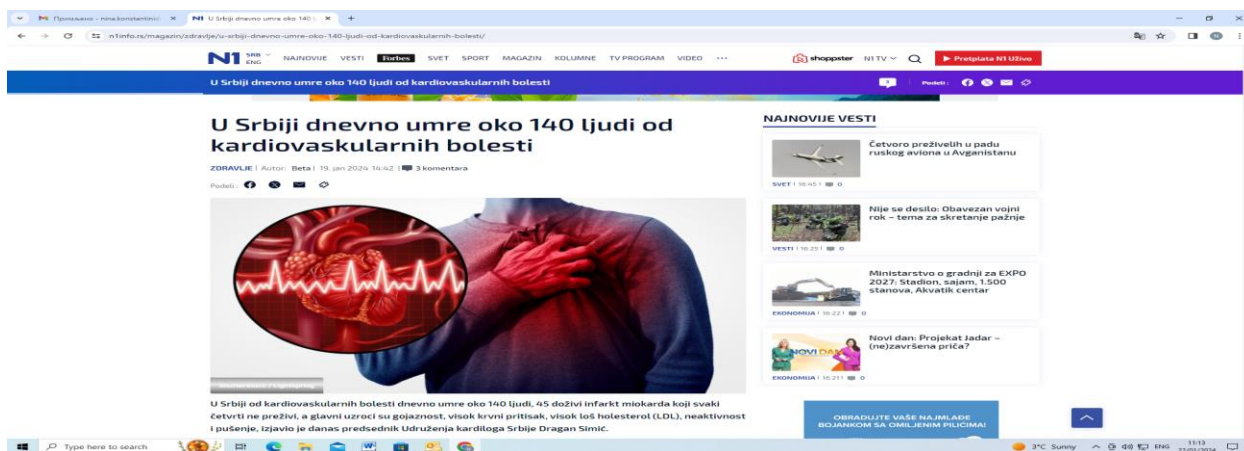 U Srbiji dnevno umre oko 140
n1info.rs/magazin/zdravlje/u-srbiji-dnevno-umre-oko-140-ljudi-od-kardiovaskularnih-bolesti/
N1 SRB ENG NAJNOVIJE VESTI Forbes SVET SPORT MAGAZIN KOLUMNE TV PROGRAM VIDEO ... shoppster N1 TV Pretplata N1 Uživo
U Srbiji dnevno umre oko 140 ljudi od kardiovaskularnih bolesti
3 Podeli:
U Srbiji dnevno umre oko 140 ljudi od
kardiovaskularnih bolesti
ZDRAVLJE | Autor: Beta | 19. jan 2024 14:42 | 3 komentara
Podeli:
U Srbiji od kardiovaskularnih bolesti dnevno umre oko 140 ljudi, 45 doživi infarkt miokarda koji svaki
četvrti ne preživi, a glavni uzroci su gojaznost, visok krvni pritisak, visok loš holesterol (LDL), neaktivnost
i pušenje, izjavio je danas predsednik Udruženja kardiloga Srbije Dragan Simić.
NAJNOVIJE VESTI
Četvoro preživelih u padu
ruskog aviona u Avganistanu
SVET | 16:45 | 0
Nije se desilo: Obavezan vojni
rok – tema za skretanje pažnje
VESTI | 16:25 | 0
Ministarstvo o gradnji za EXPO
2027: Stadion, sajam, 1.500
stanova, Akvatik centar
EKONOMIJA | 16:22 | 0
NOVI DAN
Novi dan: Projekat Jadar –
(ne)završena priča?
EKONOMIJA | 16:21 | 0
OBRADUJTE VAŠE NAJMLAĐE
BOJANKOM SA OMILJENIM PILIĆIMA!
Type here to search
3°C Sunny ENG 11:13